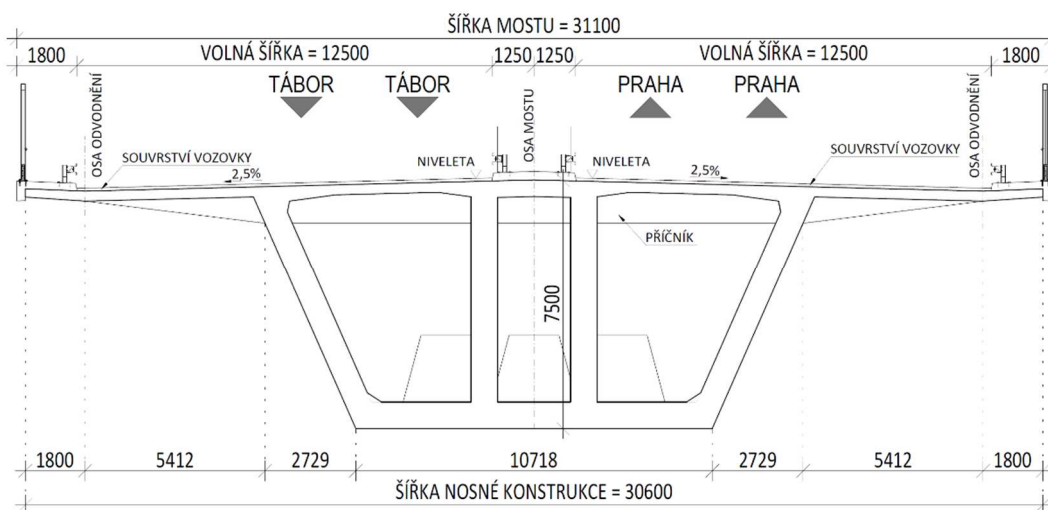 ŠÍŘKA MOSTU = 31100
1800 VOLNÁ ŠÍŘKA = 12500 1250 1250 VOLNÁ ŠÍŘKA = 12500 1800
TÁBOR TÁBOR PRAHA PRAHA
OSA ODVODNĚNÍ
OSA MOSTU
OSA ODVODNĚNÍ
SOUVRSTVÍ VOZOVKY NIVELETA NIVELETA SOUVRSTVÍ VOZOVKY
2,5% 2,5%
PŘÍČNÍK
7500
1800 5412 2729 10718 2729 5412 1800
ŠÍŘKA NOSNÉ KONSTRUKCE = 30600